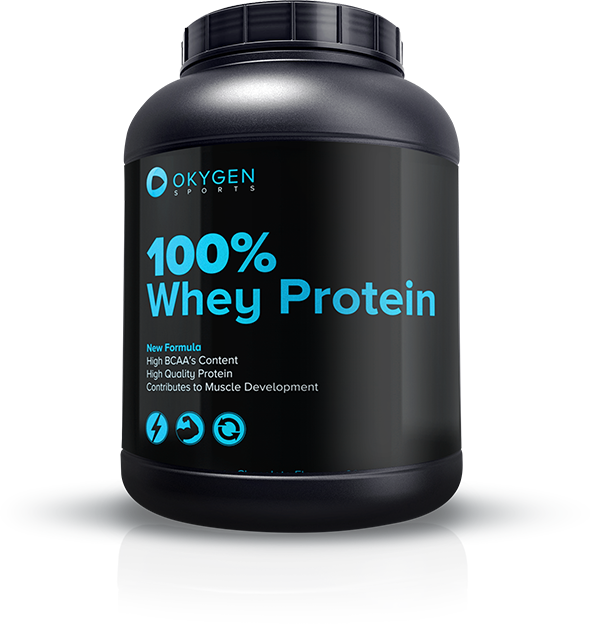 OKYGEN
SPORTS
100%
Whey Protein
New Formula
High BCAA's Content
High Quality Protein
Contributes to Muscle Development